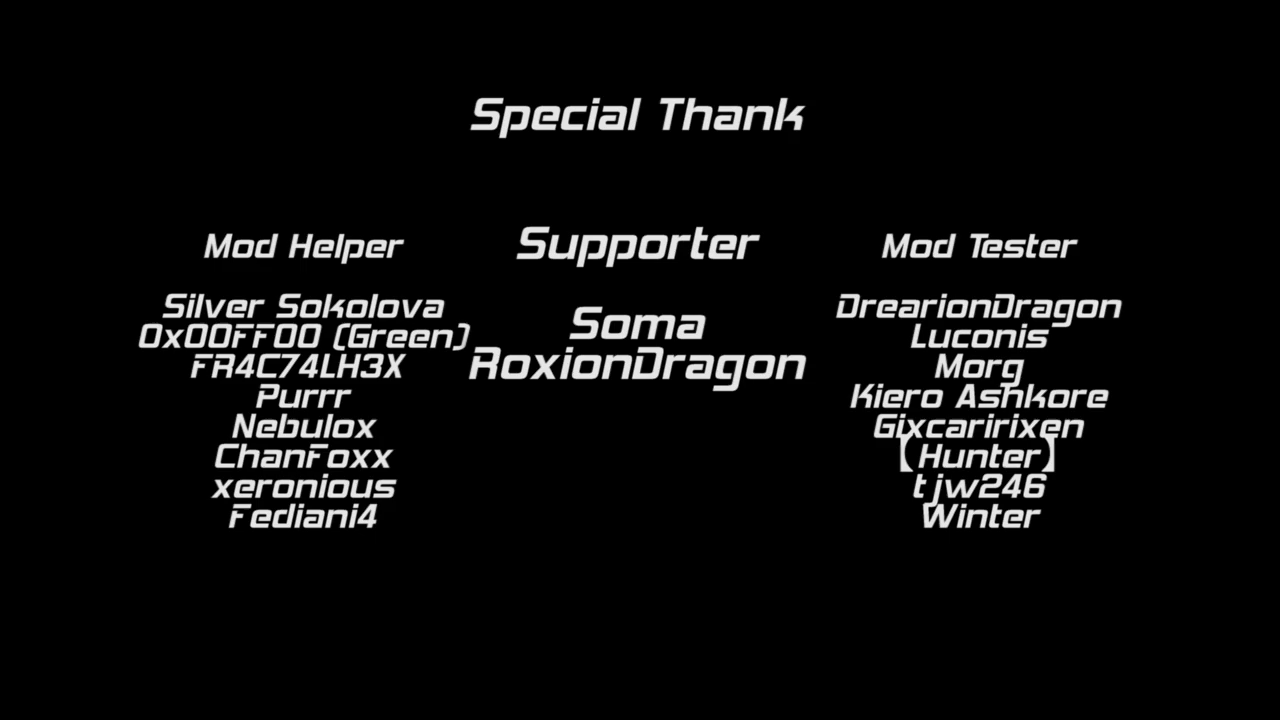 Special Thank
Mod Helper
Silver Sokolova
0x00FF00 (Green)
FR4C74LH3X
Purrr
Nebulox
ChanFoxx
xeronious
Fediani4
Supporter
Soma
RoxionDragon
Mod Tester
DrearionDragon
Luconis
Morg
Kiero Ashkore
Gixcaririxen
【Hunter】
tjw246
Winter